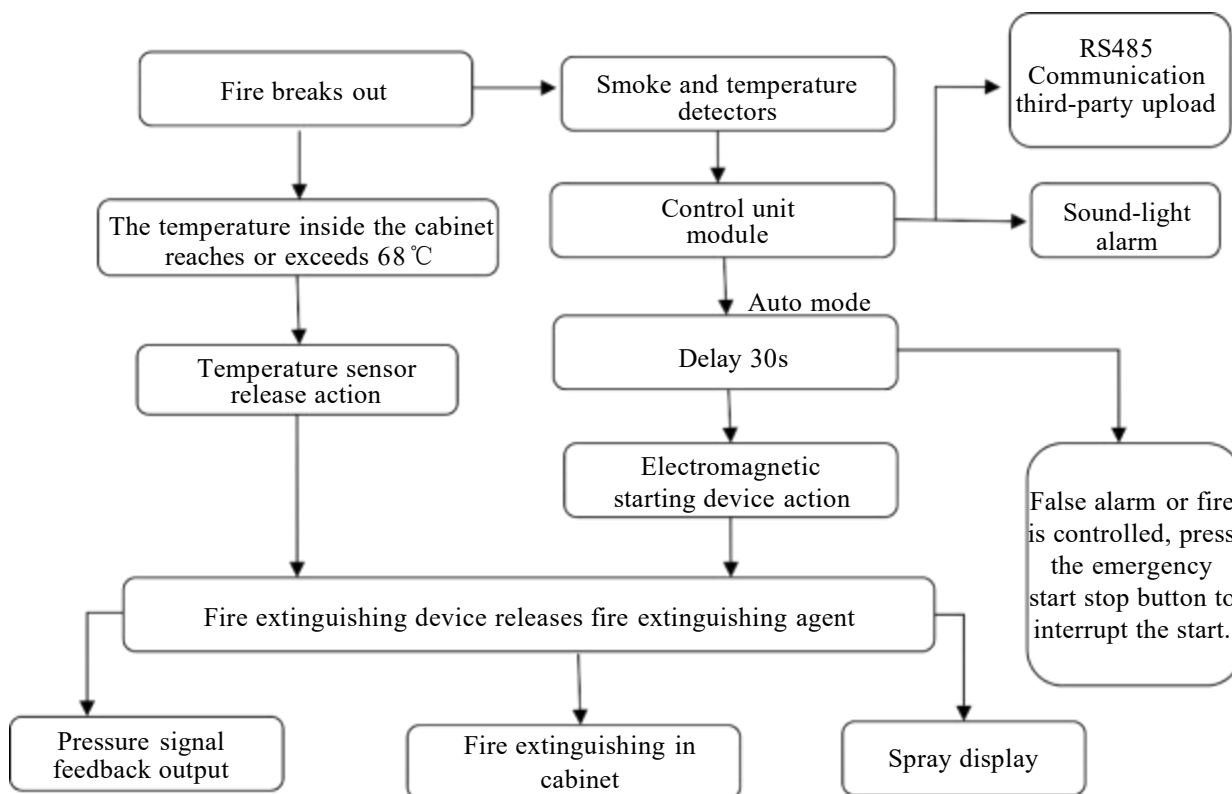 Fire breaks out
Smoke and temperature
detectors
RS485
Communication
third-party upload
The temperature inside the cabinet
reaches or exceeds 68℃
Control unit
module
Sound-light
alarm
Auto mode
Temperature sensor
release action
Delay 30s
Electromagnetic
starting device action
False alarm or fire
is controlled, press
the emergency
start stop button to
interrupt the start.
Fire extinguishing device releases fire extinguishing agent
Pressure signal
feedback output
Fire extinguishing in
cabinet
Spray display